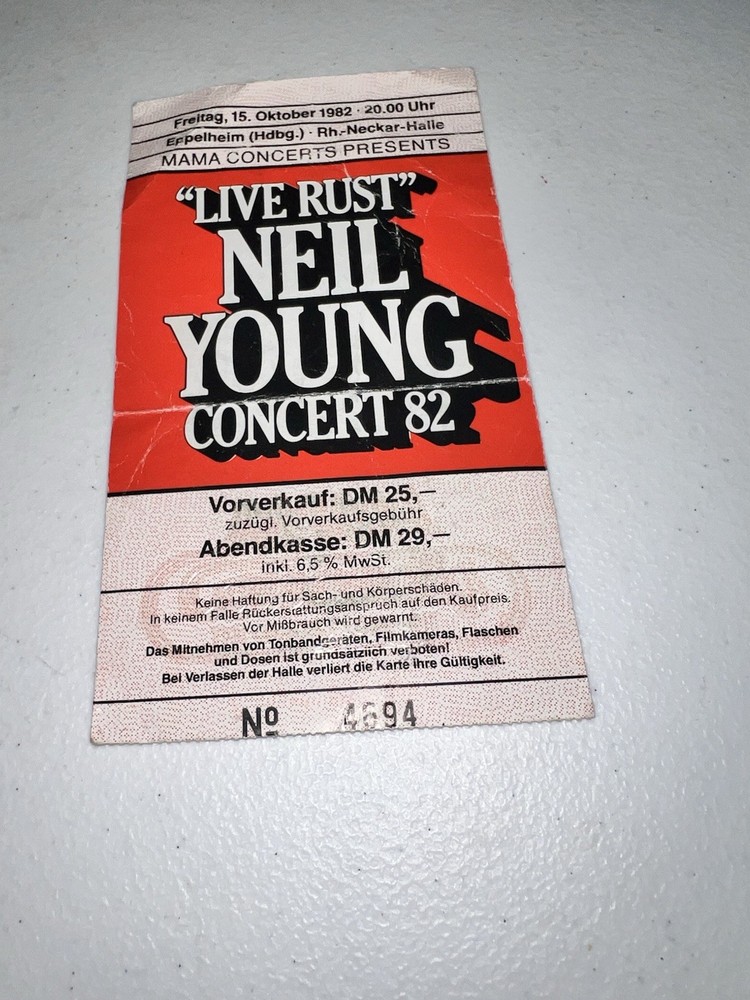 Freitag, 15. Oktober 1982 · 20.00 Uhr
Eppelheim (Hdbg.) · Rh.-Neckar-Halle
MAMA CONCERTS PRESENTS
“LIVE RUST”
NEIL
YOUNG
CONCERT 82
Vorverkauf: DM 25,—
zuzügl. Vorverkaufsgebühr
Abendkasse: DM 29,—
inkl. 6,5 % MwSt.
Keine Haftung für Sach- und Körperschäden.
In keinem Falle Rückerstattungsanspruch auf den Kaufpreis.
Vor Mißbrauch wird gewarnt.
Das Mitnehmen von Tonbandgeräten, Filmkameras, Flaschen
und Dosen ist grundsätzlich verboten!
Bei Verlassen der Halle verliert die Karte ihre Gültigkeit.
Nº 4694